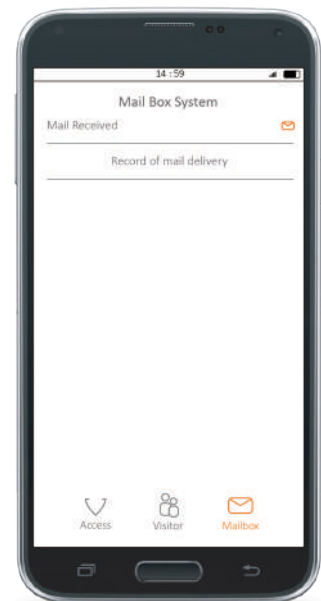 14 : 59
Mail Box System
Mail Received
Record of mail delivery
Access
Visitor
Mailbox